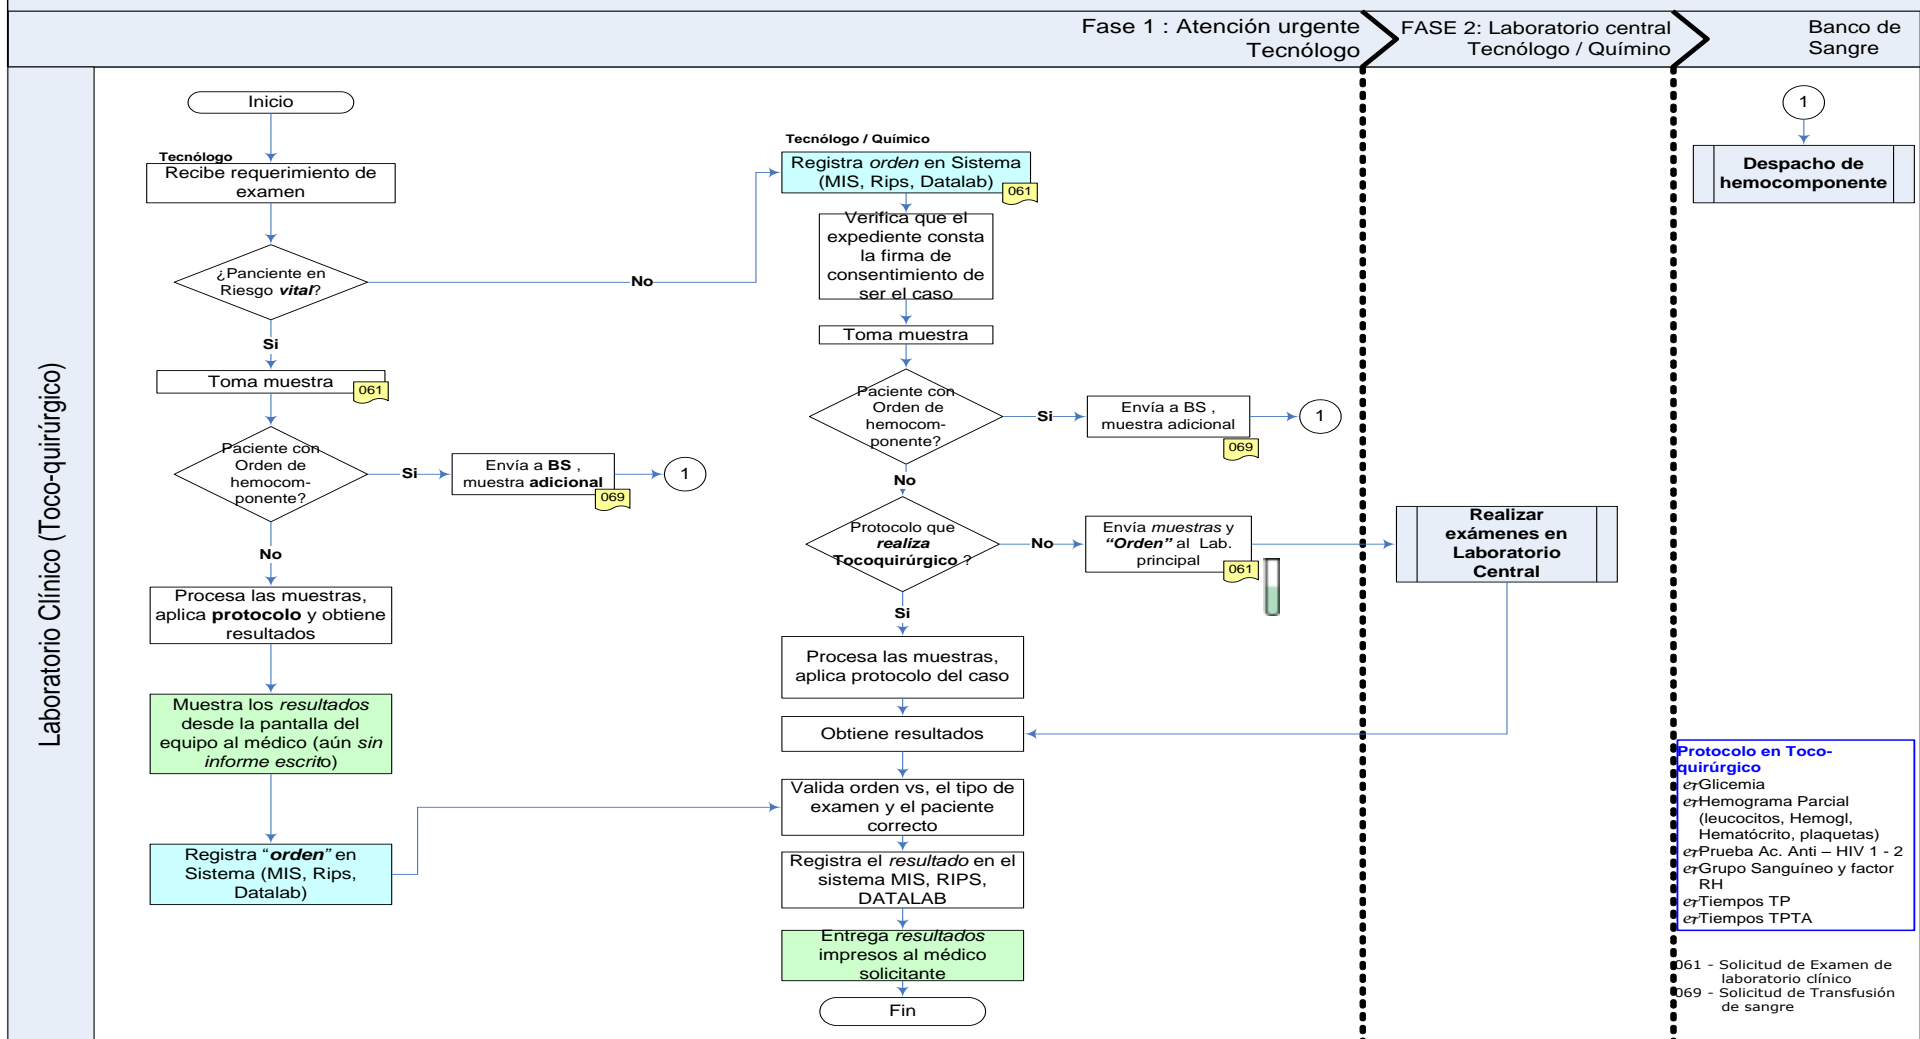 Fase 1 : Atención urgente
Tecnólogo
FASE 2: Laboratorio central
Tecnólogo / Químino
Banco de
Sangre
Laboratorio Clínico (Toco-quirúrgico)
Inicio
Tecnólogo
Recibe requerimiento de
examen
¿Panciente en
Riesgo vital?
No
Si
Toma muestra
061
Paciente con
Orden de
hemocom-
ponente?
Si
Envía a BS ,
muestra adicional
069
1
No
Procesa las muestras,
aplica protocolo y obtiene
resultados
Muestra los resultados
desde la pantalla del
equipo al médico (aún sin
informe escrito)
Registra “orden” en
Sistema (MIS, Rips,
Datalab)
Tecnólogo / Químico
Registra orden en Sistema
(MIS, Rips, Datalab)
061
Verifica que el
expediente consta
la firma de
consentimiento de
ser el caso
Toma muestra
Paciente con
Orden de
hemocom-
ponente?
Si
Envía a BS ,
muestra adicional
069
1
No
Protocolo que
realiza
Tocoquirúrgico ?
No
Envía muestras y
“Orden” al Lab.
principal
061
Si
Procesa las muestras,
aplica protocolo del caso
Obtiene resultados
Valida orden vs, el tipo de
examen y el paciente
correcto
Registra el resultado en el
sistema MIS, RIPS,
DATALAB
Entrega resultados
impresos al médico
solicitante
Fin
Realizar
exámenes en
Laboratorio
Central
1
Despacho de
hemocomponente
Protocolo en Toco-
quirúrgico
Glicemia
Hemograma Parcial
(leucocitos, Hemogl,
Hematócrito, plaquetas)
Prueba Ac. Anti – HIV 1 - 2
Grupo Sanguíneo y factor
RH
Tiempos TP
Tiempos TPTA
061 - Solicitud de Examen de
laboratorio clínico
069 - Solicitud de Transfusión
de sangre